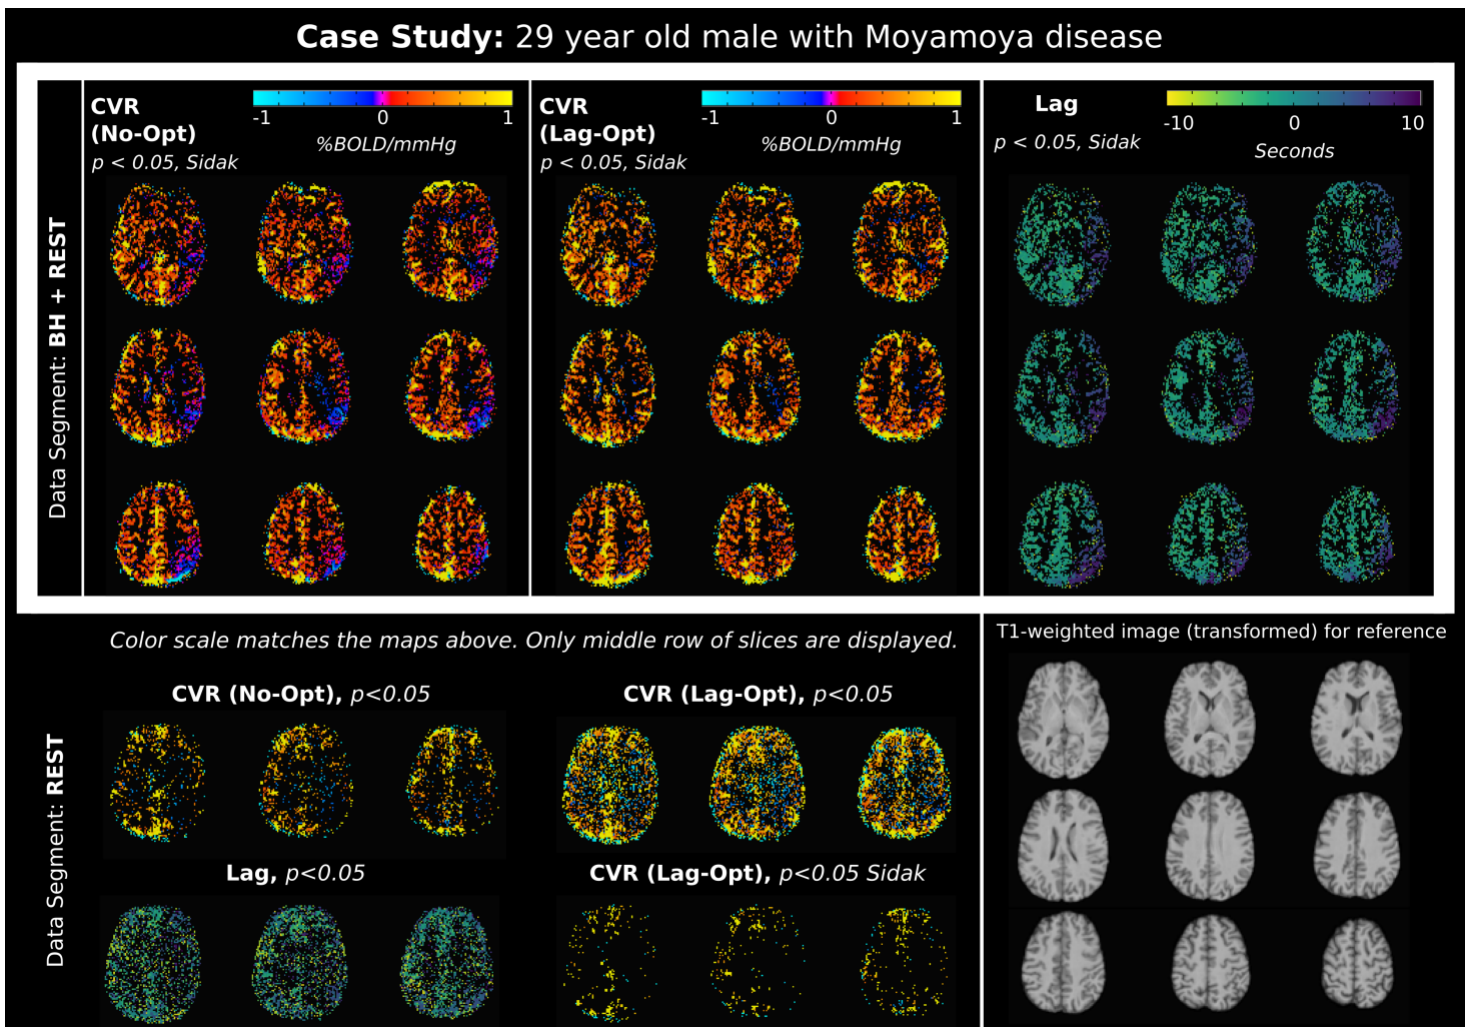 Case Study: 29 year old male with Moyamoya disease
Data Segment: BH + REST
CVR
(No-Opt)
p < 0.05, Sidak
-1 0 1
%BOLD/mmHg
CVR
(Lag-Opt)
p < 0.05, Sidak
-1 0 1
%BOLD/mmHg
Lag
p < 0.05, Sidak
-10 0 10
Seconds
Data Segment: REST
Color scale matches the maps above. Only middle row of slices are displayed.
CVR (No-Opt), p<0.05
CVR (Lag-Opt), p<0.05
Lag, p<0.05
CVR (Lag-Opt), p<0.05 Sidak
T1-weighted image (transformed) for reference